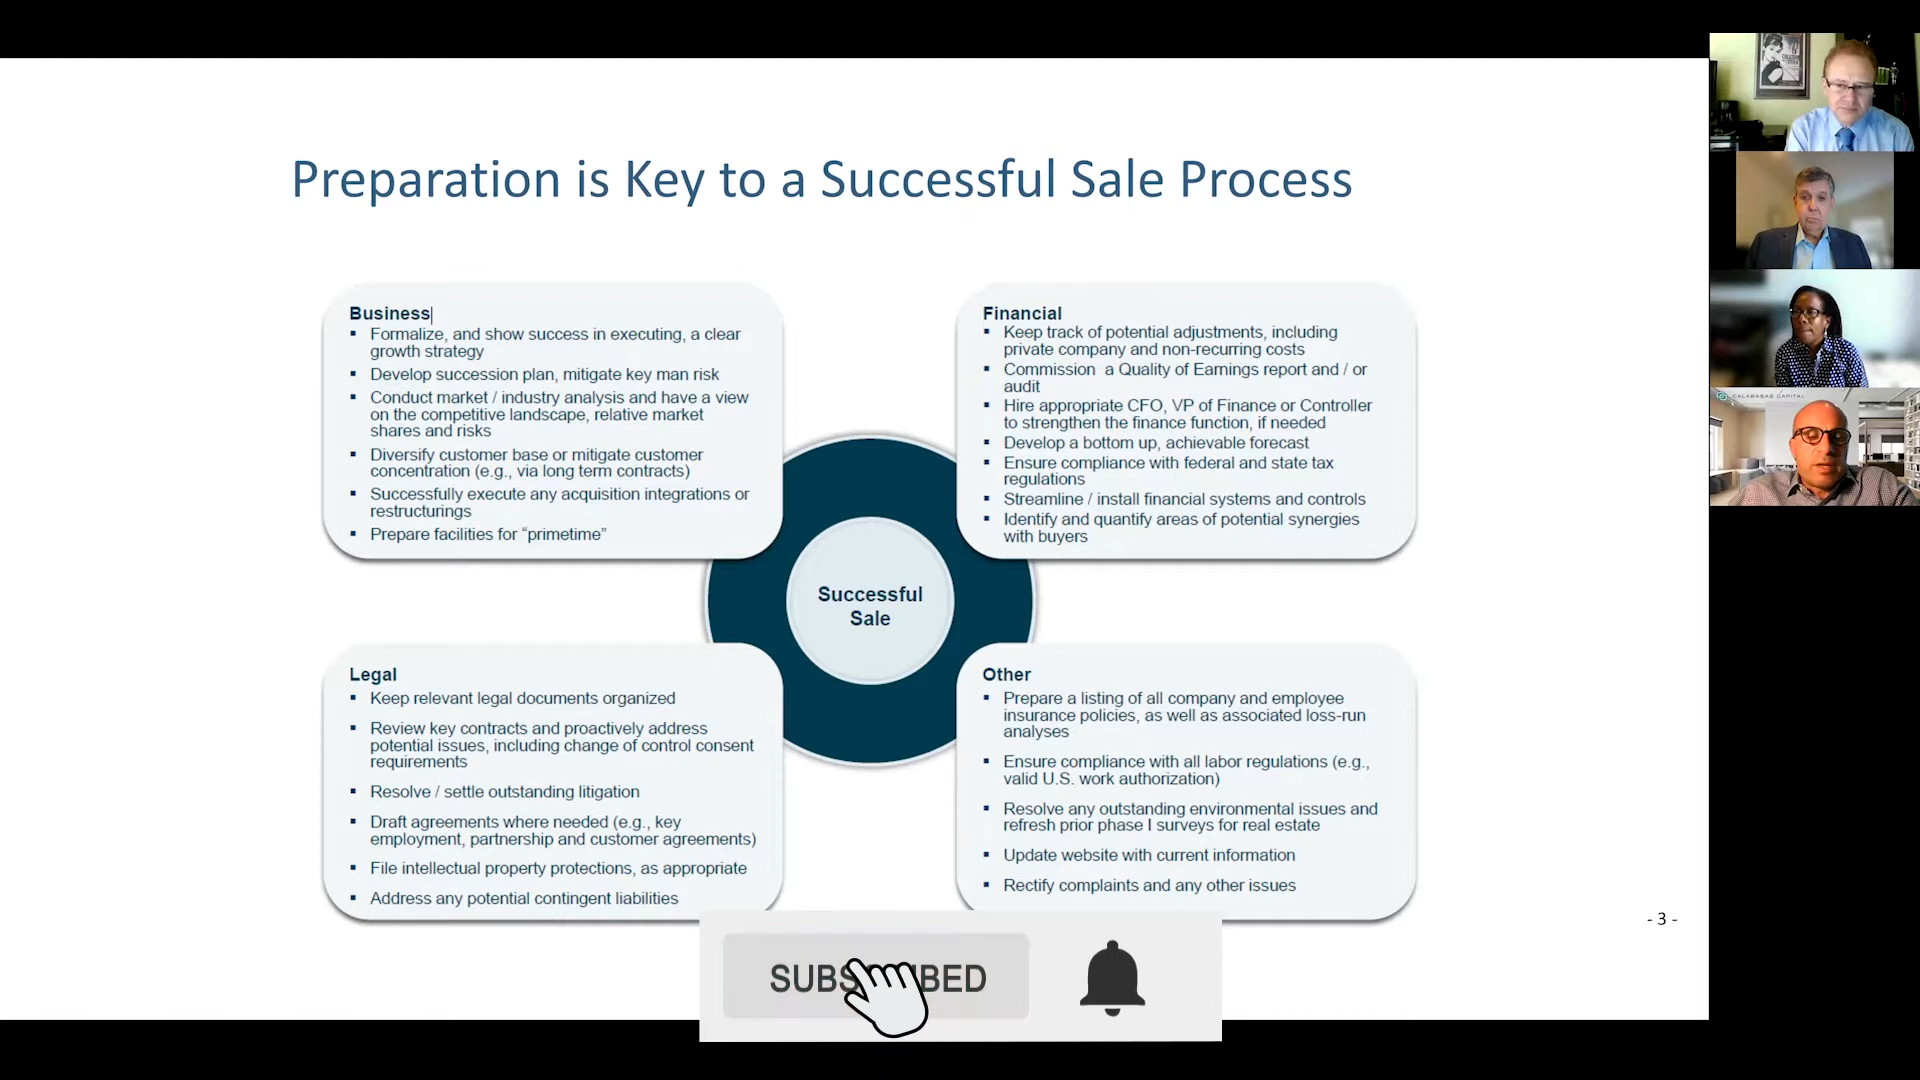 Preparation is Key to a Successful Sale Process
Business
▪ Formalize, and show success in executing, a clear
growth strategy
▪ Develop succession plan, mitigate key man risk
▪ Conduct market / industry analysis and have a view
on the competitive landscape, relative market
shares and risks
▪ Diversify customer base or mitigate customer
concentration (e.g., via long term contracts)
▪ Successfully execute any acquisition integrations or
restructurings
▪ Prepare facilities for “primetime”
Financial
▪ Keep track of potential adjustments, including
private company and non-recurring costs
▪ Commission a Quality of Earnings report and / or
audit
▪ Hire appropriate CFO, VP of Finance or Controller
to strengthen the finance function, if needed
▪ Develop a bottom up, achievable forecast
▪ Ensure compliance with federal and state tax
regulations
▪ Streamline / install financial systems and controls
▪ Identify and quantify areas of potential synergies
with buyers
Successful
Sale
Legal
▪ Keep relevant legal documents organized
▪ Review key contracts and proactively address
potential issues, including change of control consent
requirements
▪ Resolve / settle outstanding litigation
▪ Draft agreements where needed (e.g., key
employment, partnership and customer agreements)
▪ File intellectual property protections, as appropriate
▪ Address any potential contingent liabilities
Other
▪ Prepare a listing of all company and employee
insurance policies, as well as associated loss-run
analyses
▪ Ensure compliance with all labor regulations (e.g.,
valid U.S. work authorization)
▪ Resolve any outstanding environmental issues and
refresh prior phase I surveys for real estate
▪ Update website with current information
▪ Rectify complaints and any other issues
- 3 -
SUBSCRIBED
CALABASAS CAPITAL